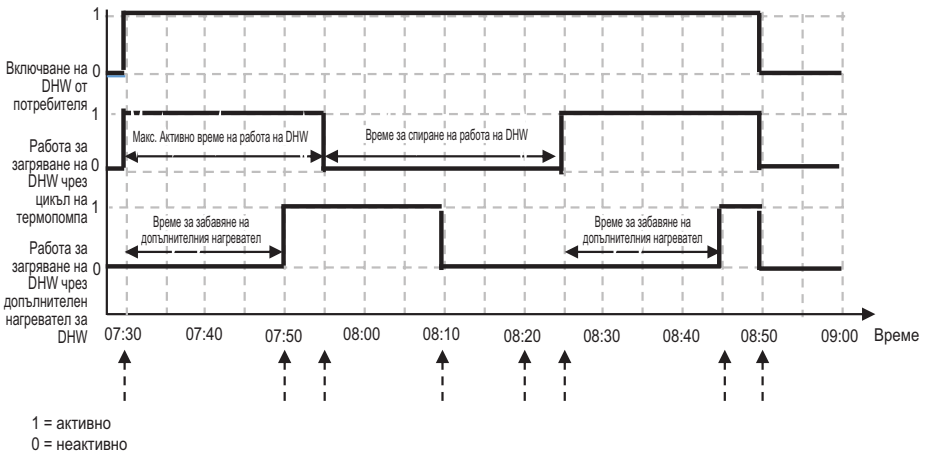 1
Включване на 0
DHW от
потребителя
1
Работа за
загряване на 0
DHW чрез
цикъл на
термопомпа
Макс. Активно време на работа на DHW
Време за спиране на работа на DHW
1
Работа за
загряване на 0
DHW чрез
допълнителен
нагревател за
DHW
Време за забавяне на
допълнителния нагревател
Време за забавяне на
допълнителния нагревател
07:30 07:40 07:50 08:00 08:10 08:20 08:30 08:40 08:50 09:00 Време
1 = активно
0 = неактивно